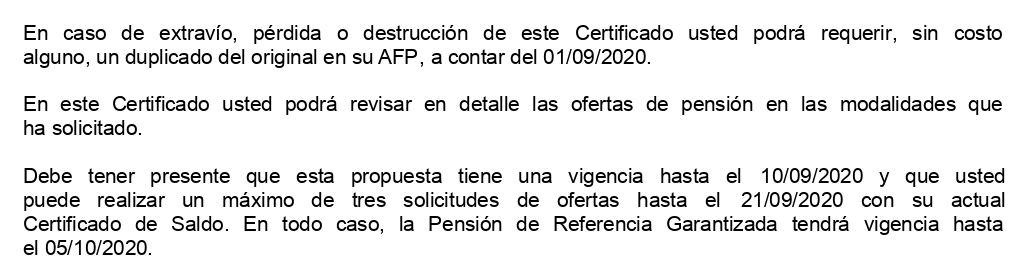 En caso de extravío, pérdida o destrucción de este Certificado usted podrá requerir, sin costo
alguno, un duplicado del original en su AFP, a contar del 01/09/2020.
En este Certificado usted podrá revisar en detalle las ofertas de pensión en las modalidades que
ha solicitado.
Debe tener presente que esta propuesta tiene una vigencia hasta el 10/09/2020 y que usted
puede realizar un máximo de tres solicitudes de ofertas hasta el 21/09/2020 con su actual
Certificado de Saldo. En todo caso, la Pensión de Referencia Garantizada tendrá vigencia hasta
el 05/10/2020.